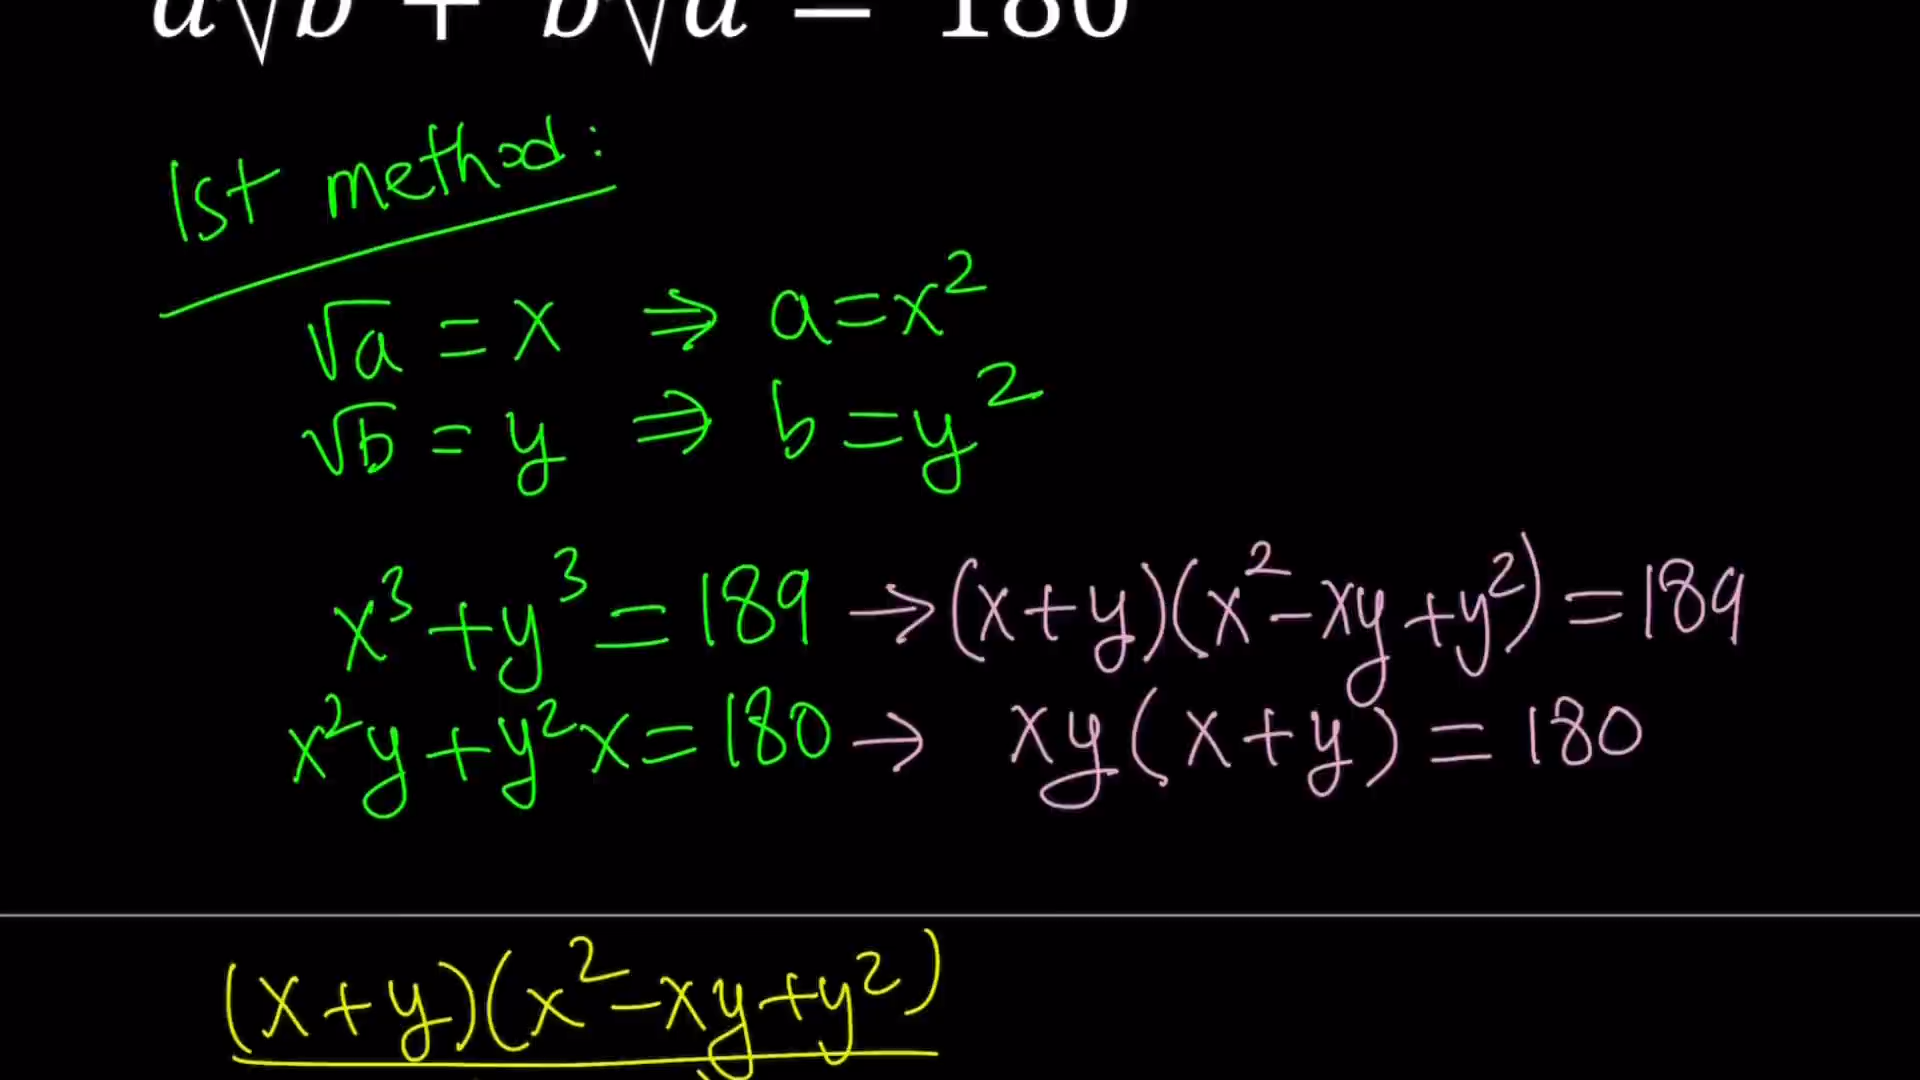 a√b + b√a = 180
1st method:
√a = x ⇒ a = x²
√b = y ⇒ b = y²
x³ + y³ = 189 → (x+y)(x²-xy+y²) = 189
x²y + y²x = 180 → xy(x+y) = 180
(x+y)(x²-xy+y²)